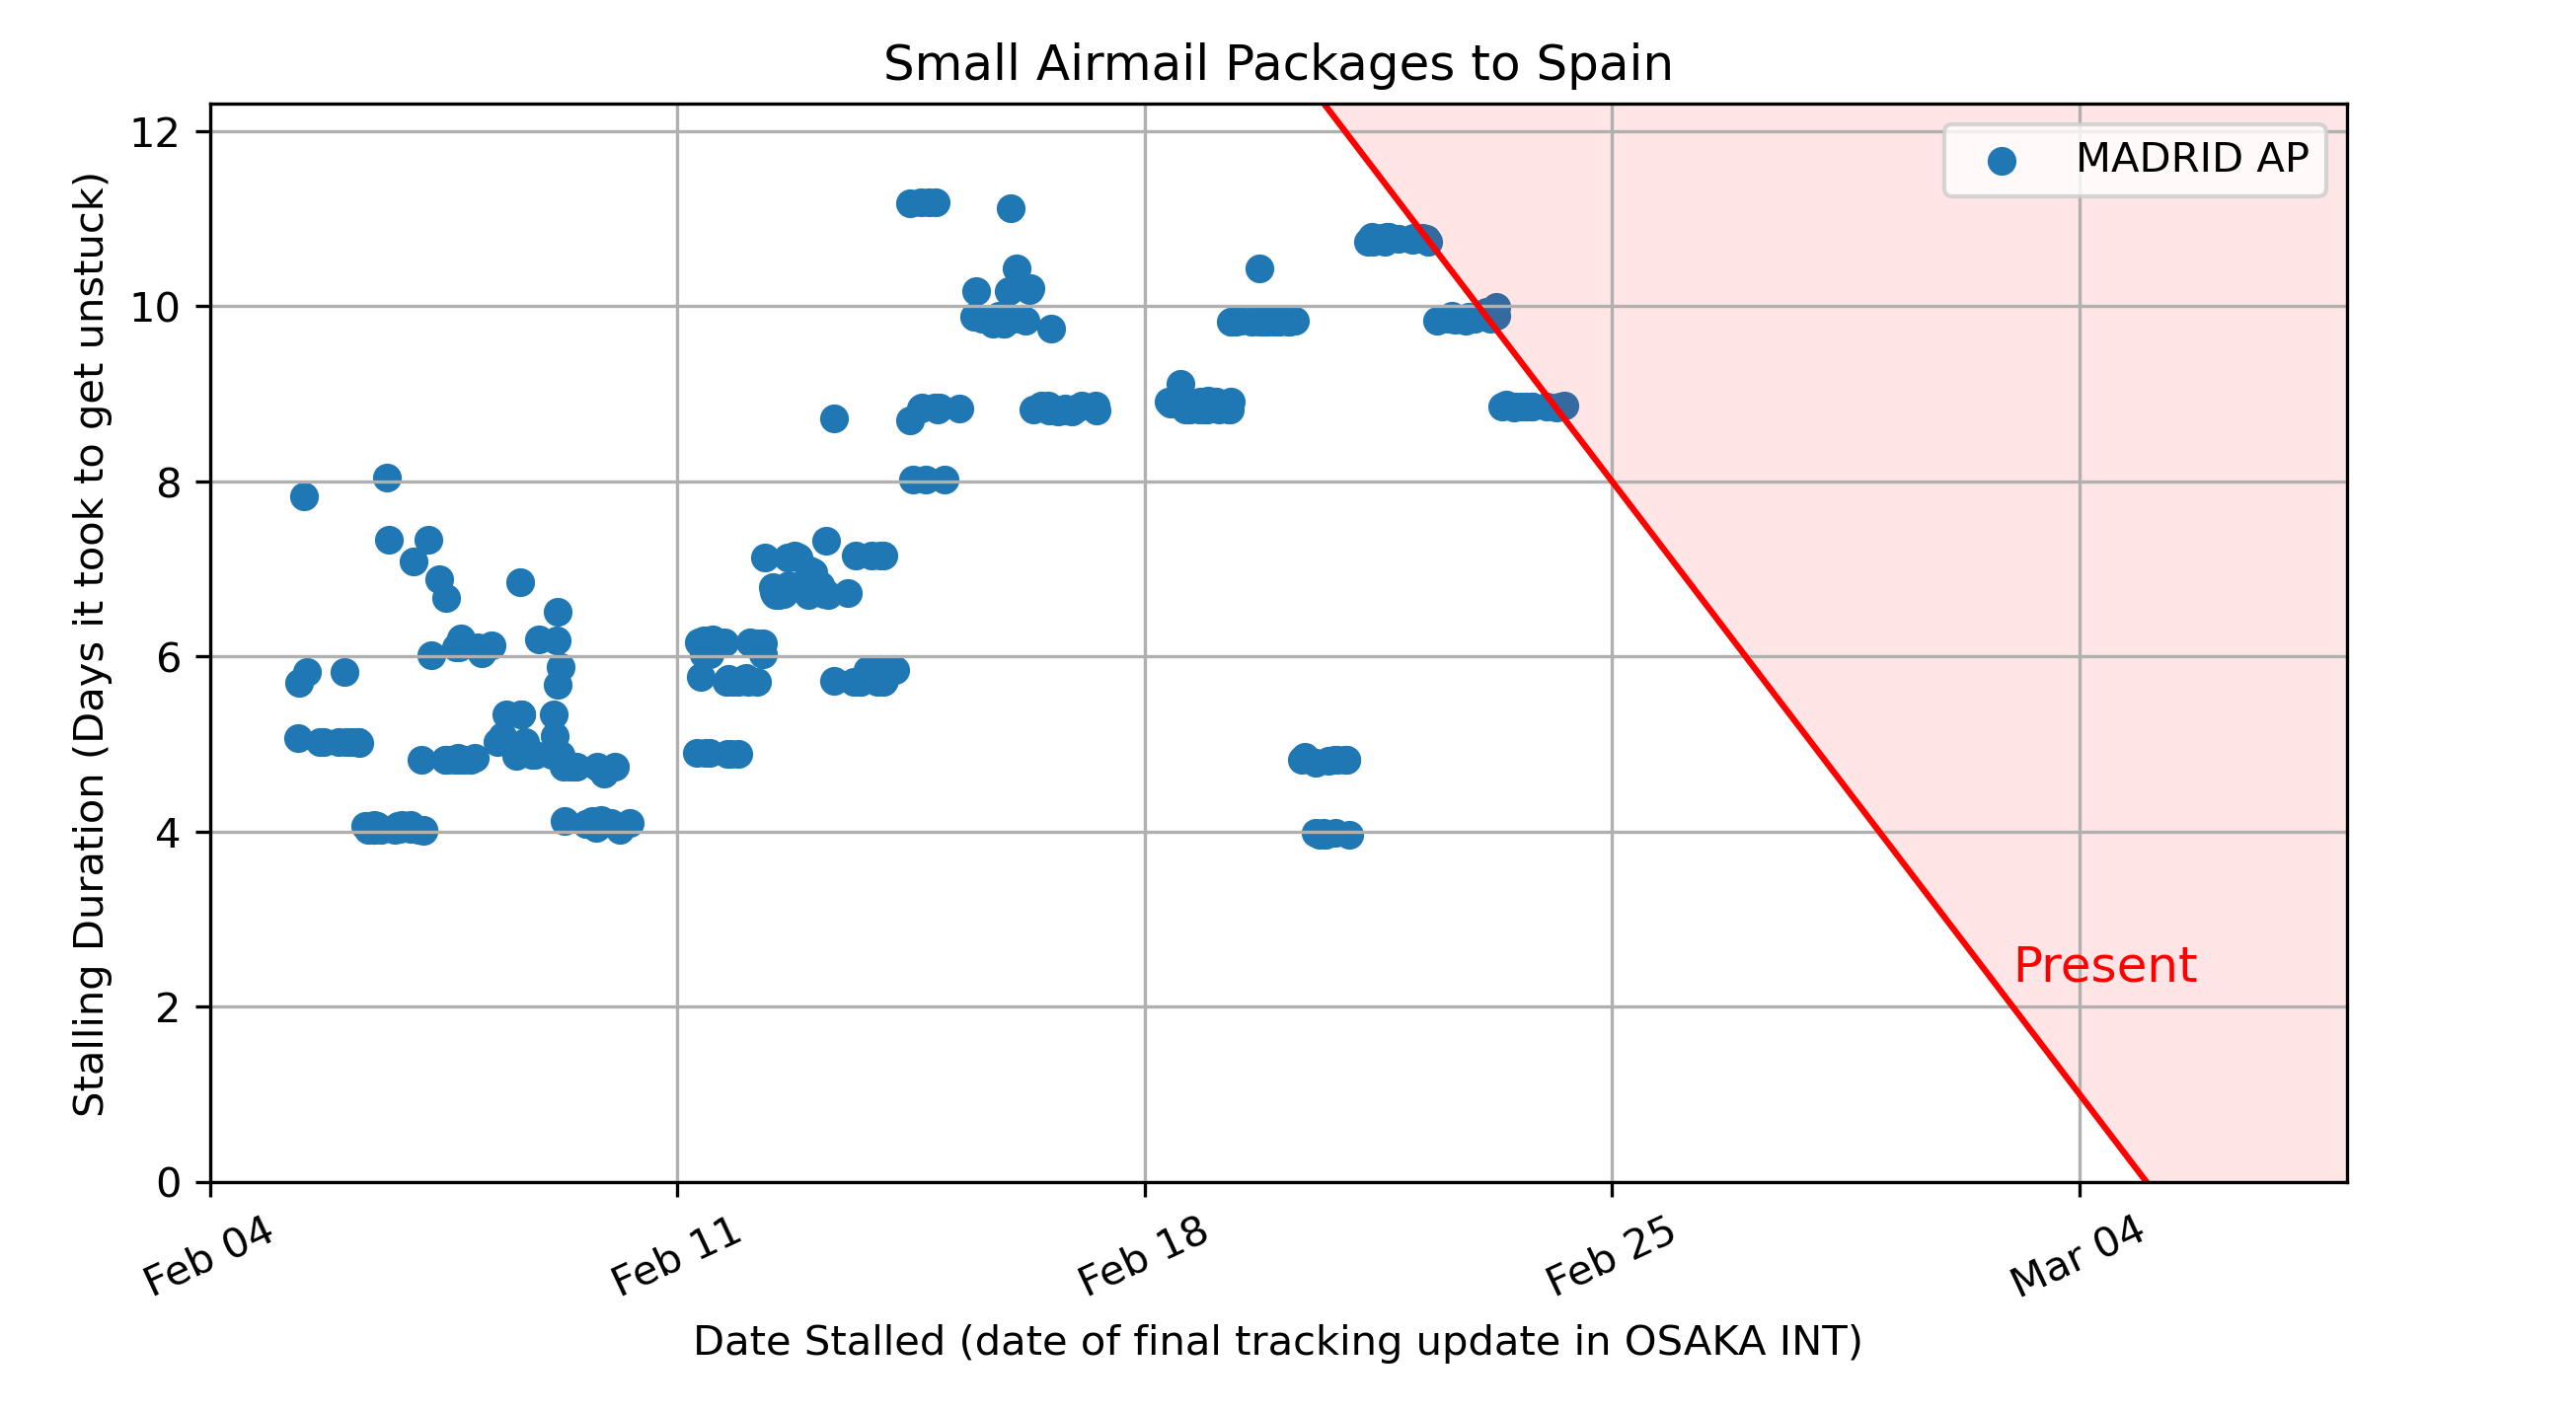 Small Airmail Packages to Spain
MADRID AP
Stalling Duration (Days it took to get unstuck)
12
10
8
6
4
2
0
Present
Feb 04
Feb 11
Feb 18
Feb 25
Mar 04
Date Stalled (date of final tracking update in OSAKA INT)